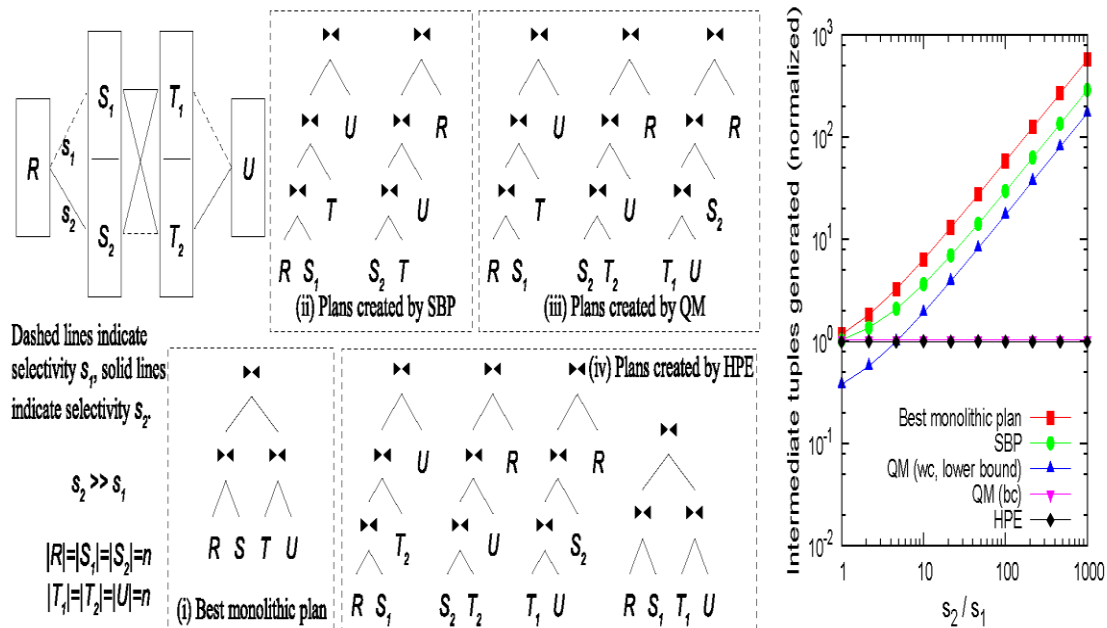 R
S1
S2
T1
T2
U
s1
s2
Dashed lines indicate
selectivity s1, solid lines
indicate selectivity s2.
s2 >> s1
|R|=|S1|=|S2|=n
|T1|=|T2|=|U|=n
U
R
T
U
R S1
S2 T
(ii) Plans created by SBP
U
R
R
T
U
S2
R S1
S2 T2
T1 U
(iii) Plans created by QM
R S T U
(i) Best monolithic plan
(iv) Plans created by HPE
U
R
R
T2
U
S2
R S1
S2 T2
T1 U
R S1 T1 U
Intermediate tuples generated (normalized)
10^3
10^2
10^1
10^0
10^-1
10^-2
Best monolithic plan
SBP
QM (wc, lower bound)
QM (bc)
HPE
1 10 100 1000
s2 / s1